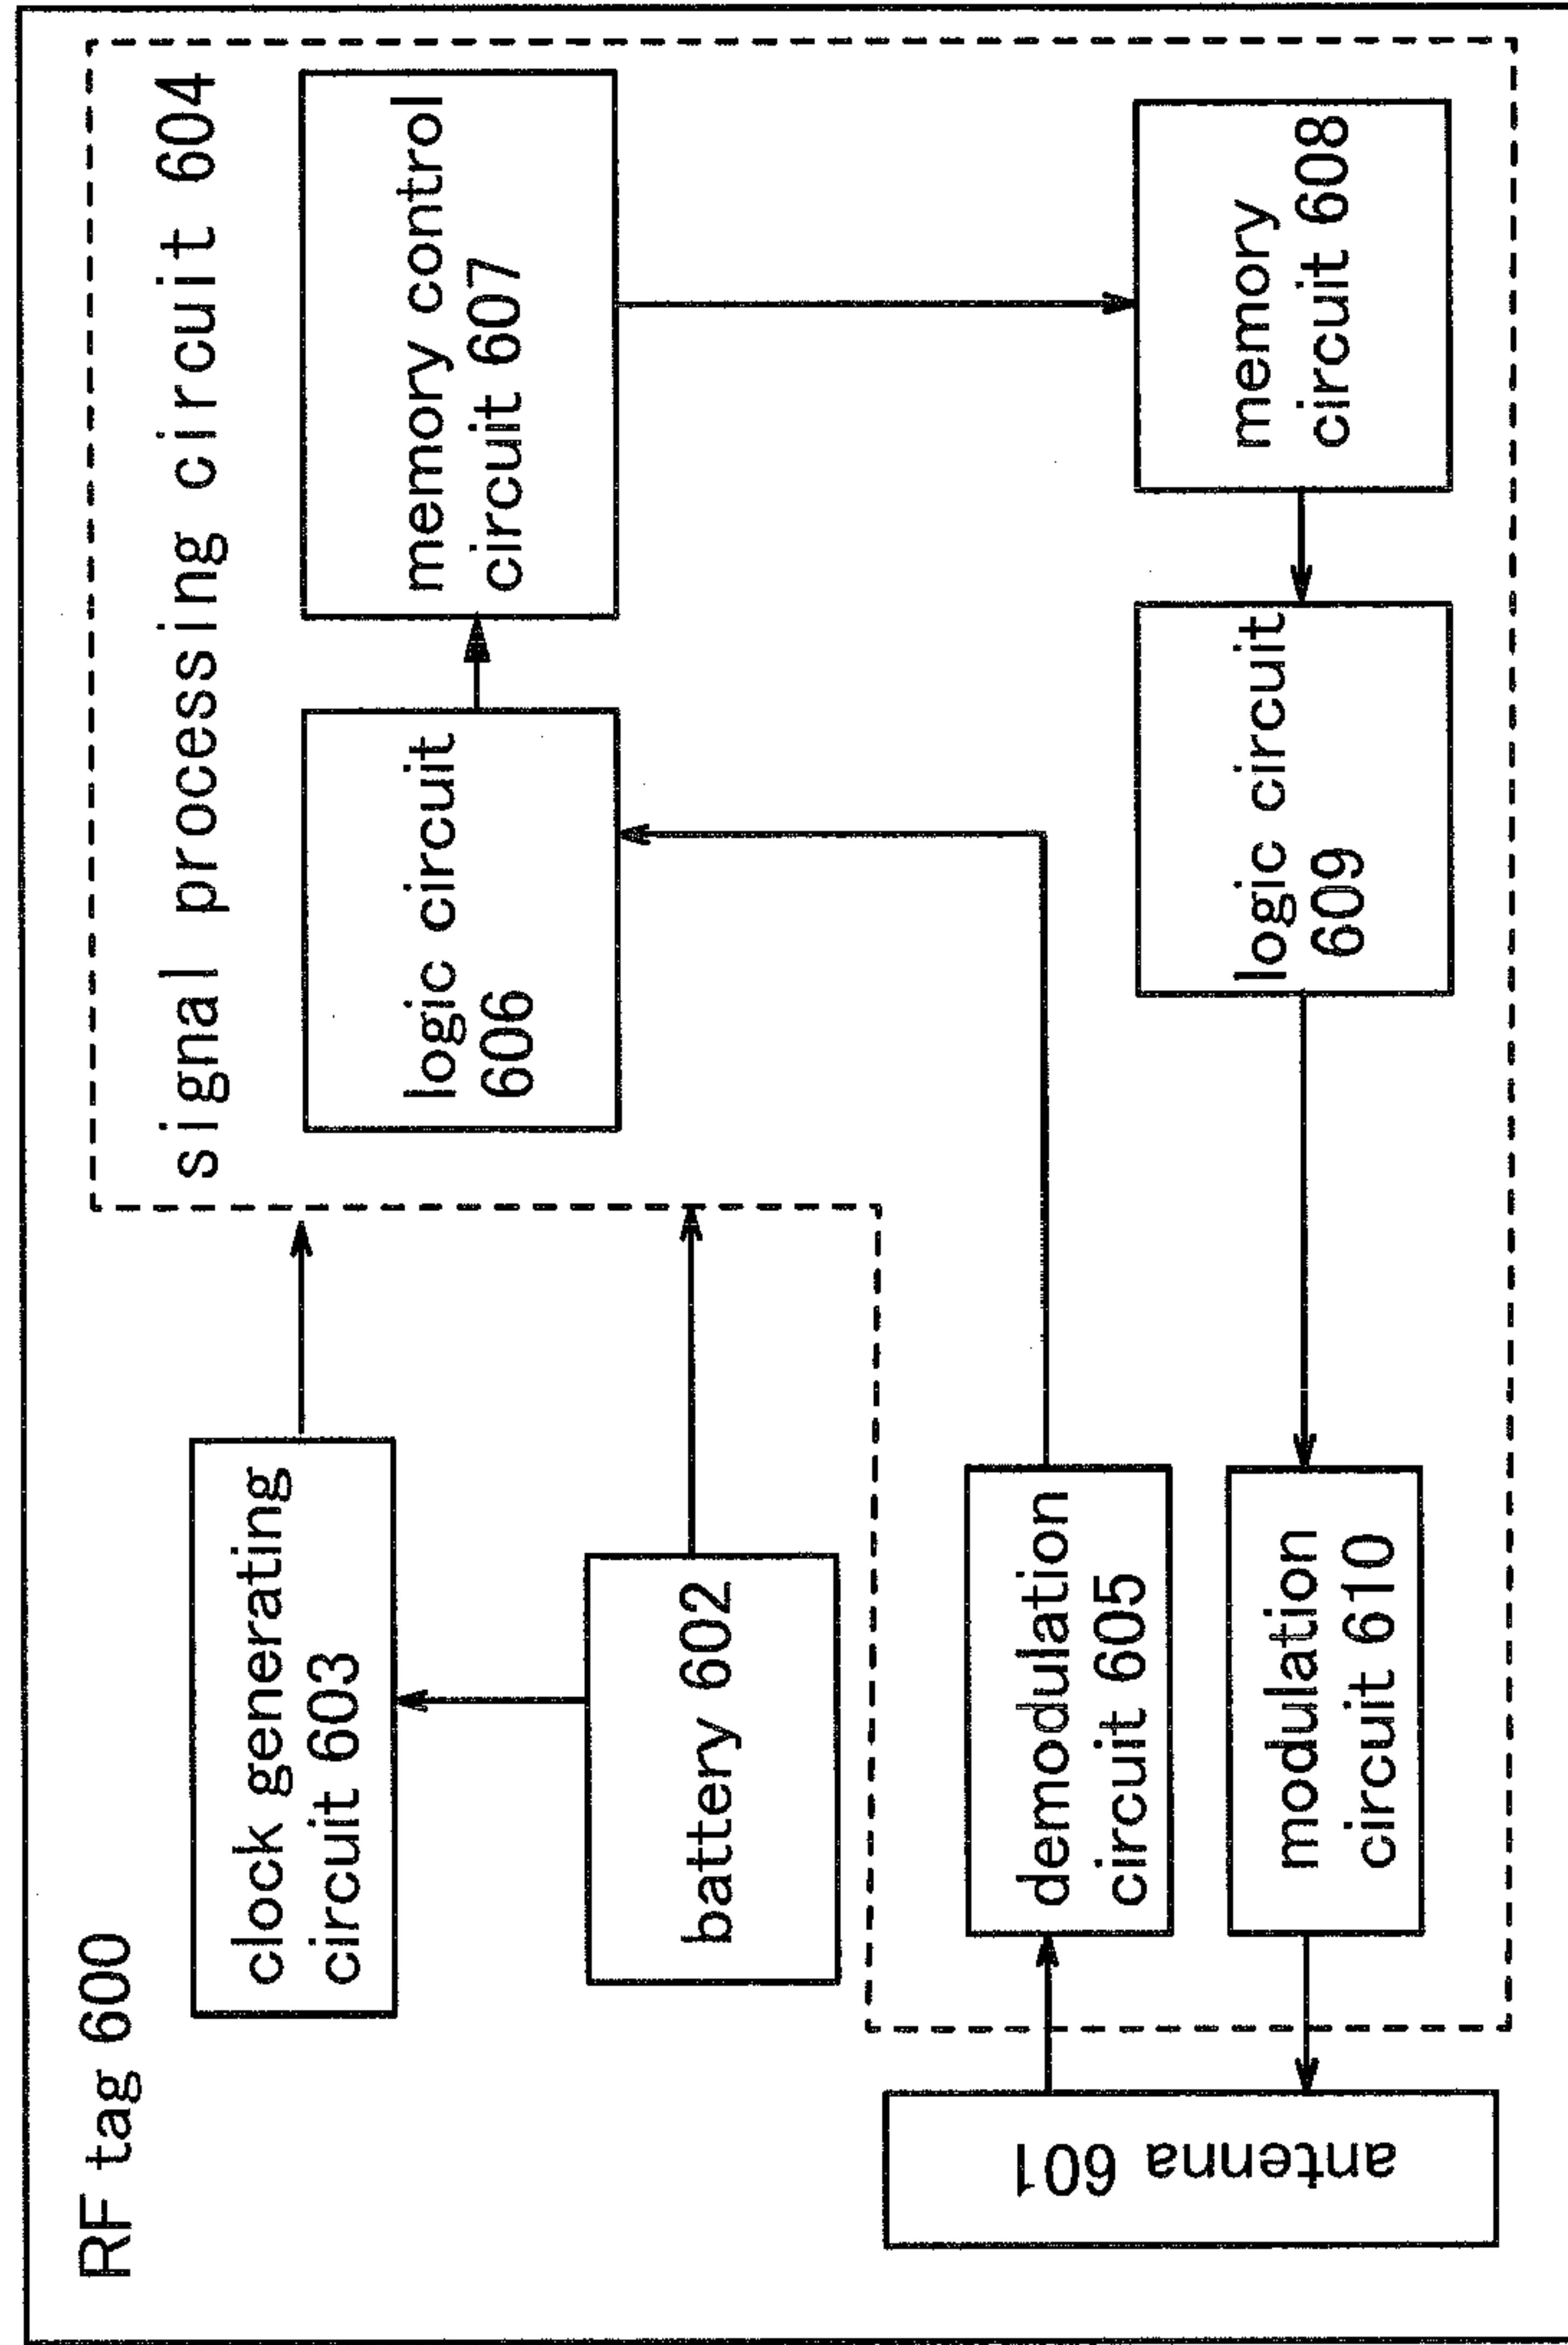 RF tag 600
signal processing circuit 604
clock generating
circuit 603
logic circuit
606
memory control
circuit 607
battery 602
antenna 601
demodulation
circuit 605
modulation
circuit 610
logic circuit
609
memory
circuit 608